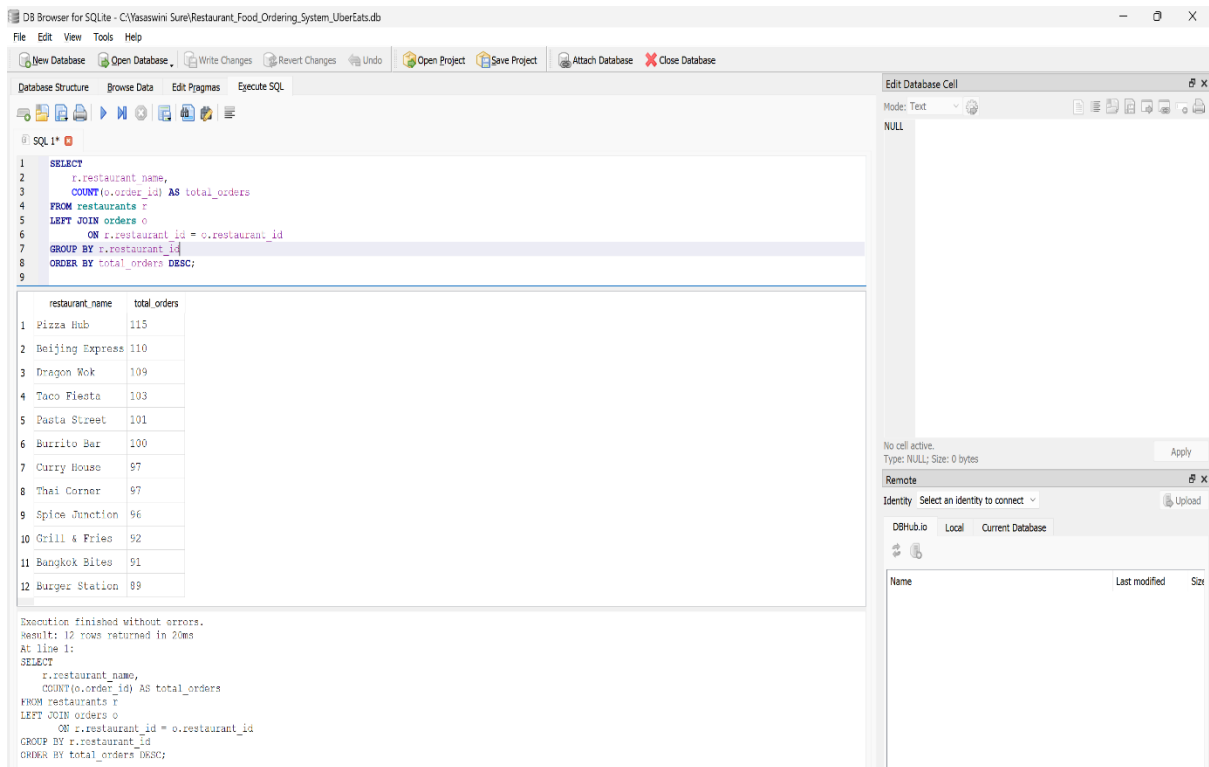 DB Browser for SQLite - C:\Yasaswini Sure\Restaurant_Food_Ordering_System_UberEats.db
File Edit View Tools Help
New Database Open Database Write Changes Revert Changes Undo Open Project Save Project Attach Database Close Database
Database Structure Browse Data Edit Pragmas Execute SQL
SQL 1*
1 SELECT
2 r.restaurant_name,
3 COUNT(o.order_id) AS total_orders
4 FROM restaurants r
5 LEFT JOIN orders o
6 ON r.restaurant_id = o.restaurant_id
7 GROUP BY r.restaurant_id
8 ORDER BY total_orders DESC;
9
restaurant_name total_orders
1 Pizza Hub 115
2 Beijing Express 110
3 Dragon Wok 109
4 Taco Fiesta 103
5 Pasta Street 101
6 Burrito Bar 100
7 Curry House 97
8 Thai Corner 97
9 Spice Junction 96
10 Grill & Fries 92
11 Bangkok Bites 91
12 Burger Station 89
Execution finished without errors.
Result: 12 rows returned in 20ms
At line 1:
SELECT
r.restaurant_name,
COUNT(o.order_id) AS total_orders
FROM restaurants r
LEFT JOIN orders o
ON r.restaurant_id = o.restaurant_id
GROUP BY r.restaurant_id
ORDER BY total_orders DESC;
Edit Database Cell
Mode: Text
NULL
No cell active.
Type: NULL; Size: 0 bytes
Apply
Remote
Identity Select an identity to connect Upload
DBHub.io Local Current Database
Name Last modified Size